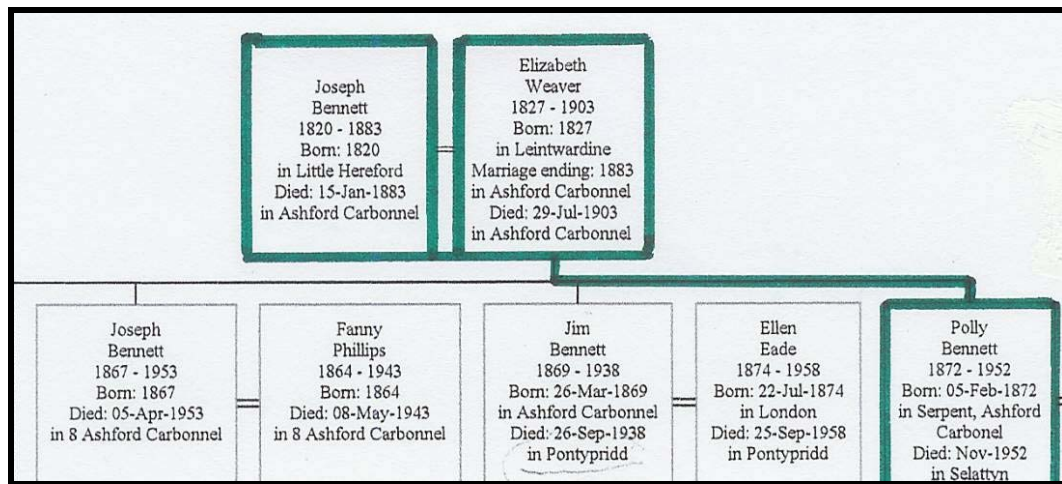 Joseph
Bennett
1820 - 1883
Born: 1820
in Little Hereford
Died: 15-Jan-1883
in Ashford Carbonnel
Elizabeth
Weaver
1827 - 1903
Born: 1827
in Leintwardine
Marriage ending: 1883
in Ashford Carbonnel
Died: 29-Jul-1903
in Ashford Carbonnel
Joseph
Bennett
1867 - 1953
Born: 1867
Died: 05-Apr-1953
in 8 Ashford Carbonnel
Fanny
Phillips
1864 - 1943
Born: 1864
Died: 08-May-1943
in 8 Ashford Carbonnel
Jim
Bennett
1869 - 1938
Born: 26-Mar-1869
in Ashford Carbonnel
Died: 26-Sep-1938
in Pontypridd
Ellen
Eade
1874 - 1958
Born: 22-Jul-1874
in London
Died: 25-Sep-1958
in Pontypridd
Polly
Bennett
1872 - 1952
Born: 05-Feb-1872
in Serpent, Ashford
Carbonel
Died: Nov-1952
in Selattyn